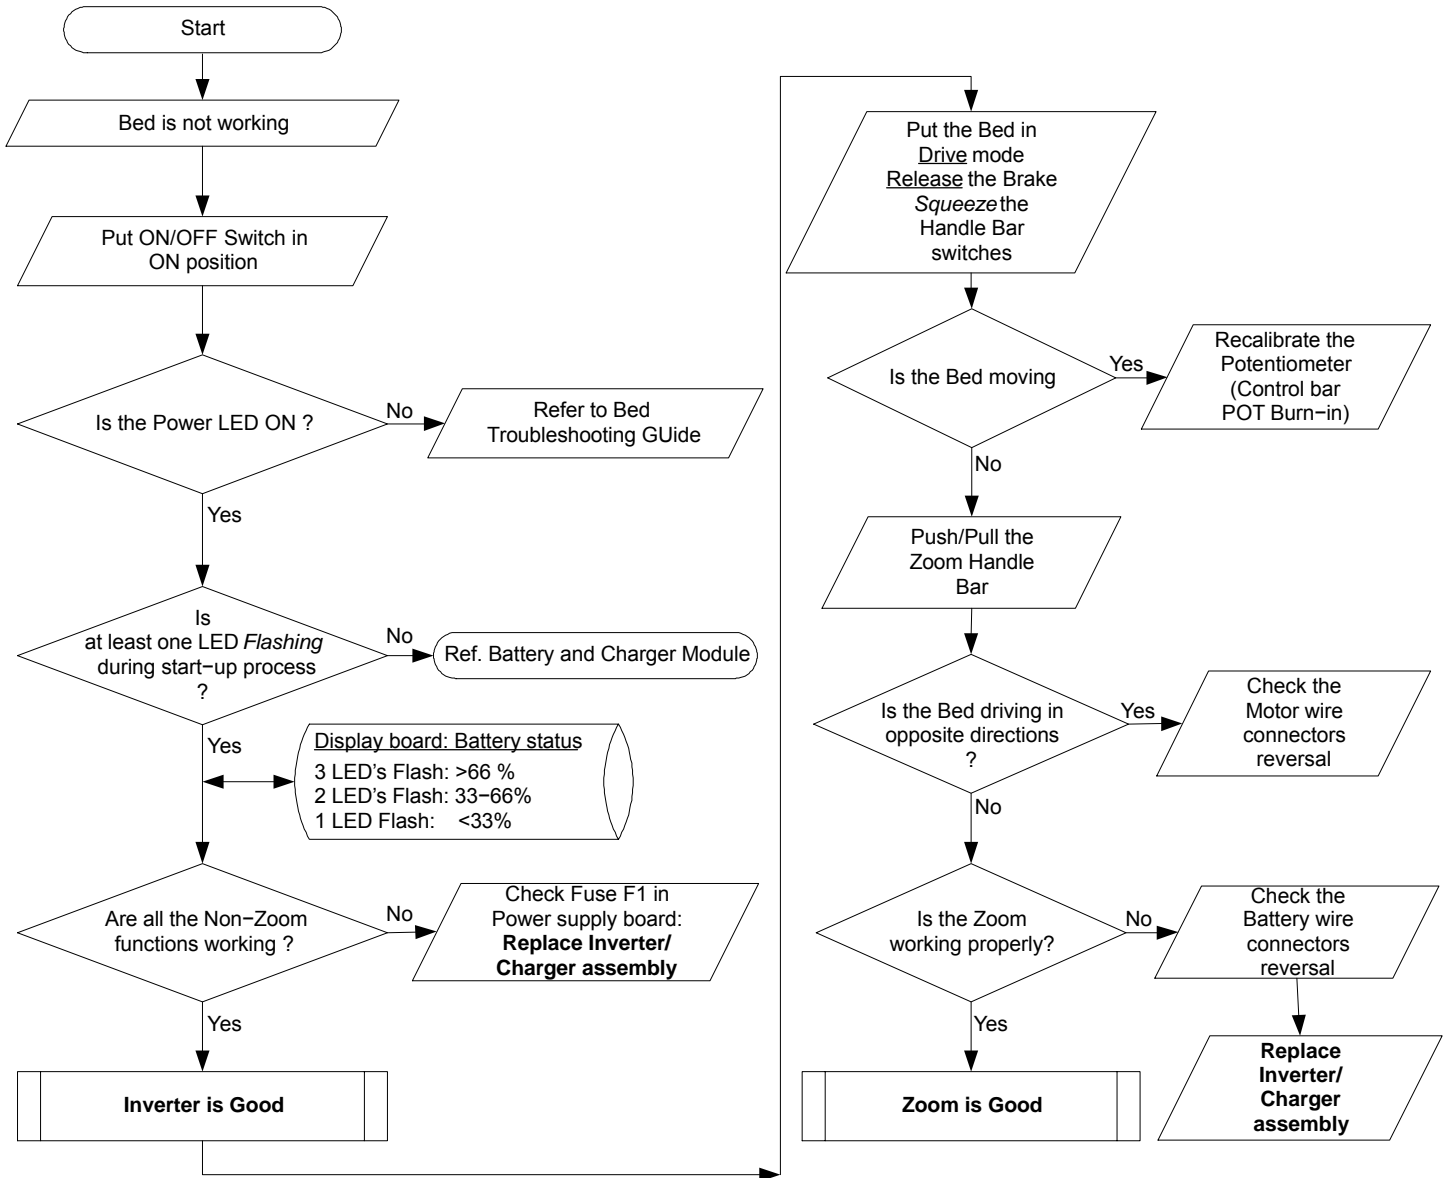 Start
Bed is not working
Put ON/OFF Switch in
ON position
Is the Power LED ON ?
No
Refer to Bed
Troubleshooting GUide
Yes
Is
at least one LED Flashing
during start−up process
?
No
Ref. Battery and Charger Module
Yes
Display board: Battery status
3 LED's Flash: >66 %
2 LED's Flash: 33−66%
1 LED Flash: <33%
Are all the Non−Zoom
functions working ?
No
Check Fuse F1 in
Power supply board:
Replace Inverter/
Charger assembly
Yes
Inverter is Good
Put the Bed in
Drive mode
Release the Brake
Squeeze the
Handle Bar
switches
Is the Bed moving
Yes
Recalibrate the
Potentiometer
(Control bar
POT Burn−in)
No
Push/Pull the
Zoom Handle
Bar
Is the Bed driving in
opposite directions
?
Yes
Check the
Motor wire
connectors
reversal
No
Is the Zoom
working properly?
No
Check the
Battery wire
connectors
reversal
Yes
Zoom is Good
Replace
Inverter/
Charger
assembly